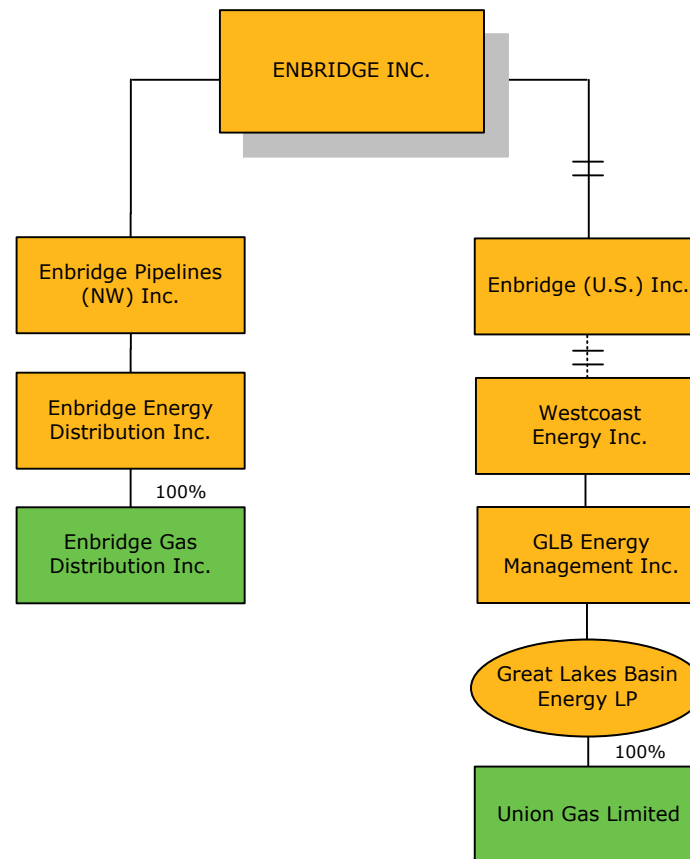 ENBRIDGE INC.
Enbridge Pipelines
(NW) Inc.
Enbridge (U.S.) Inc.
Enbridge Energy
Distribution Inc.
Westcoast
Energy Inc.
100%
Enbridge Gas
Distribution Inc.
GLB Energy
Management Inc.
Great Lakes Basin
Energy LP
100%
Union Gas Limited